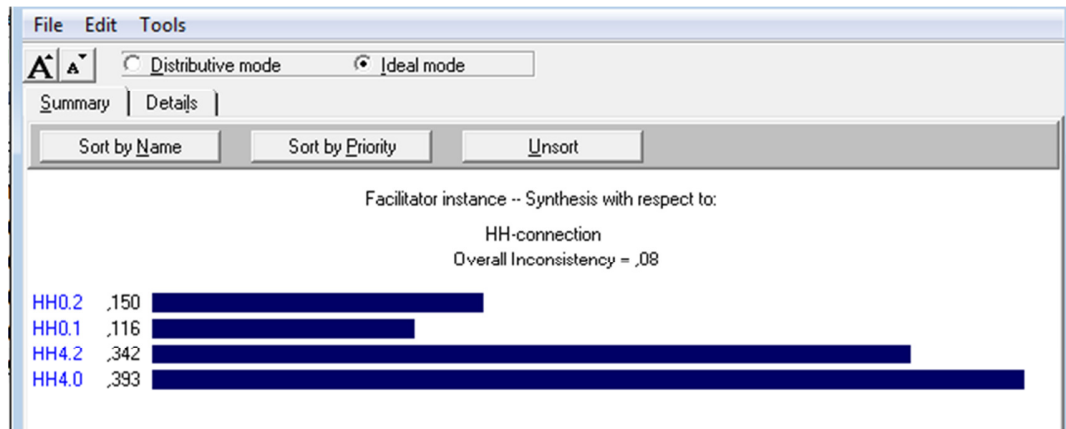 File Edit Tools
A A Distributive mode Ideal mode
Summary Details
Sort by Name Sort by Priority Unsort
Facilitator instance -- Synthesis with respect to:
HH-connection
Overall Inconsistency = ,08
HH0.2 ,150
HH0.1 ,116
HH4.2 ,342
HH4.0 ,393